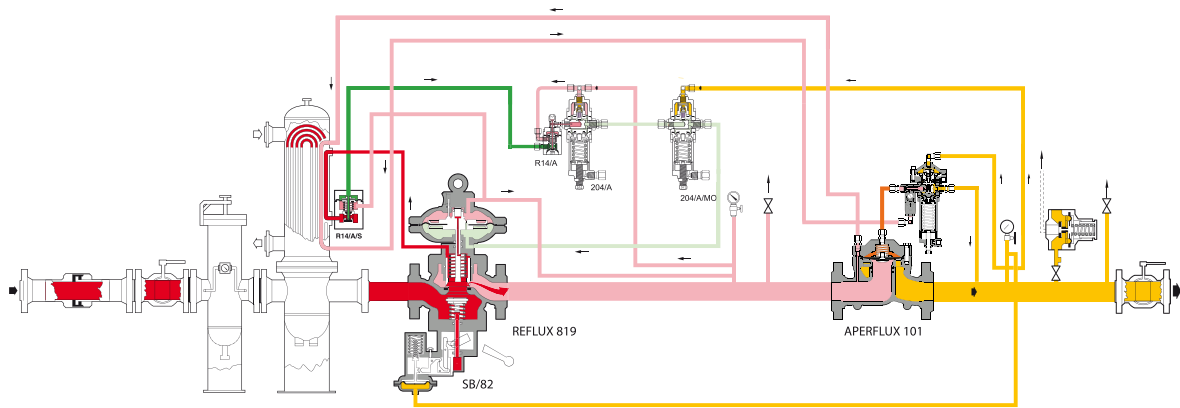 R14/A
204/A
204/A/MO
R14/A/S
REFLUX 819
APERFLUX 101
SB/82